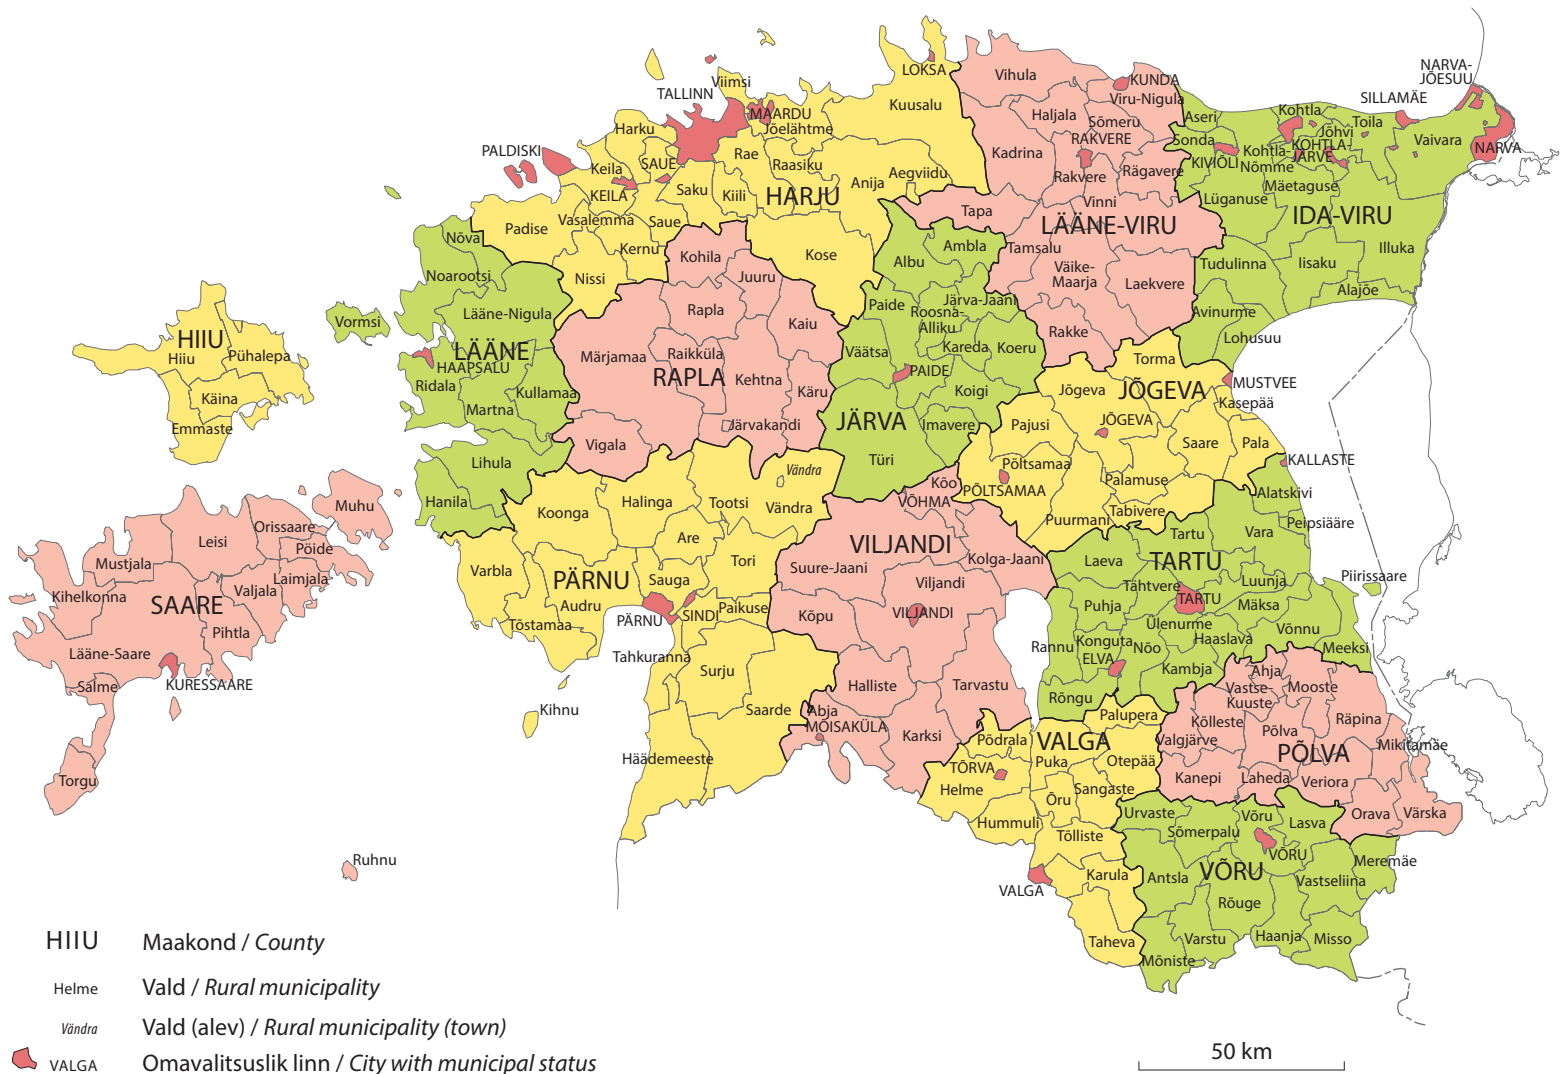 LOKSA
Kuusalu
Viimsi
TALLINN
MAARDU
Jõelähtme
Harku
Rae
Raasiku
PALDISKI
Keila
SAUE
KEILA
Saku
Kiili
HARJU
Anija
Aegviidu
Padise
Vasalemma
Saue
Kernu
Nissi
Kose
Vihula
KUNDA
Viru-Nigula
Haljala
Sõmeru
RAKVERE
Kadrina
Rakvere
Rägavere
Vinni
Tapa
LÄÄNE-VIRU
Tamsalu
Väike-
Maarja
Laekvere
Rakke
NARVA-
JÕESUU
SILLAMÄE
Aseri
Kohtla
Toila
Jõhvi
Sonda
KIVIÕLI
Kohtla-
Nõmme
KOHTLA-
JÄRVE
Vaivara
NARVA
Mäetaguse
Lüganuse
IDA-VIRU
Illuka
Tudulinna
Iisaku
Alajõe
Avinurme
Lohusuu
Nõva
Noarootsi
Vormsi
Lääne-Nigula
LÄÄNE
HAAPSALU
Ridala
Kullamaa
Martna
Lihula
Hanila
Kohila
Juuru
Rapla
Kaiu
Märjamaa
Raikküla
RAPLA
Kehtna
Käru
Järvakandi
Vigala
Ambla
Albu
Paide
Järva-Jaani
Roosna-
Alliku
Väätsa
Kareda
Koeru
PAIDE
Koigi
JÄRVA
Imavere
Türi
Torma
Jõgeva
JÕGEVA
MUSTVEE
Kasepää
JÕGEVA
Pajusi
Saare
Pala
Põltsamaa
PÕLTSAMAA
Palamuse
Tabivere
Puurmani
HIIU
Hiiu
Pühalepa
Käina
Emmaste
Muhu
Orissaare
Leisi
Pöide
Mustjala
Laimjala
Valjala
Kihelkonna
SAARE
Pihtla
Lääne-Saare
KURESSAARE
Salme
Torgu
Ruhnu
Vändra
Koonga
Halinga
Tootsi
Vändra
Are
Tori
Varbla
PÄRNU
Sauga
Audru
Paikuse
SINDI
PÄRNU
Tõstamaa
Tahkuranna
Surju
Kihnu
Saarde
Häädemeeste
Kõo
VÕHMA
VILJANDI
Kolga-Jaani
Suure-Jaani
Viljandi
Kõpu
VILJANDI
Halliste
Tarvastu
Abja
MÕISAKÜLA
Karksi
KALLASTE
Alatskivi
Peipsiääre
Tartu
Vara
Laeva
TARTU
Piirissaare
Tähtvere
Luunja
Puhja
TARTU
Mäksa
Ülenurme
Võnnu
Rannu
Konguta
Nõo
Haaslava
Meeksi
ELVA
Kambja
Rõngu
Palupera
Põdrala
VALGA
Puka
Otepää
TÕRVA
Helme
Sangaste
Õru
Hummuli
Tõlliste
VALGA
Karula
Taheva
Ahja
Vastse-
Kuuste
Mooste
Kõlleste
Põlva
Räpina
Valgjärve
PÕLVA
Mikitamäe
Kanepi
Laheda
Veriora
Orava
Värska
Urvaste
Sõmerpalu
Võru
Lasva
VÕRU
Meremäe
Antsla
VÕRU
Vastseliina
Rõuge
Varstu
Haanja
Misso
Mõniste
HIIU Maakond / County
Helme Vald / Rural municipality
Vändra Vald (alev) / Rural municipality (town)
VALGA Omavalitsuslik linn / City with municipal status
50 km